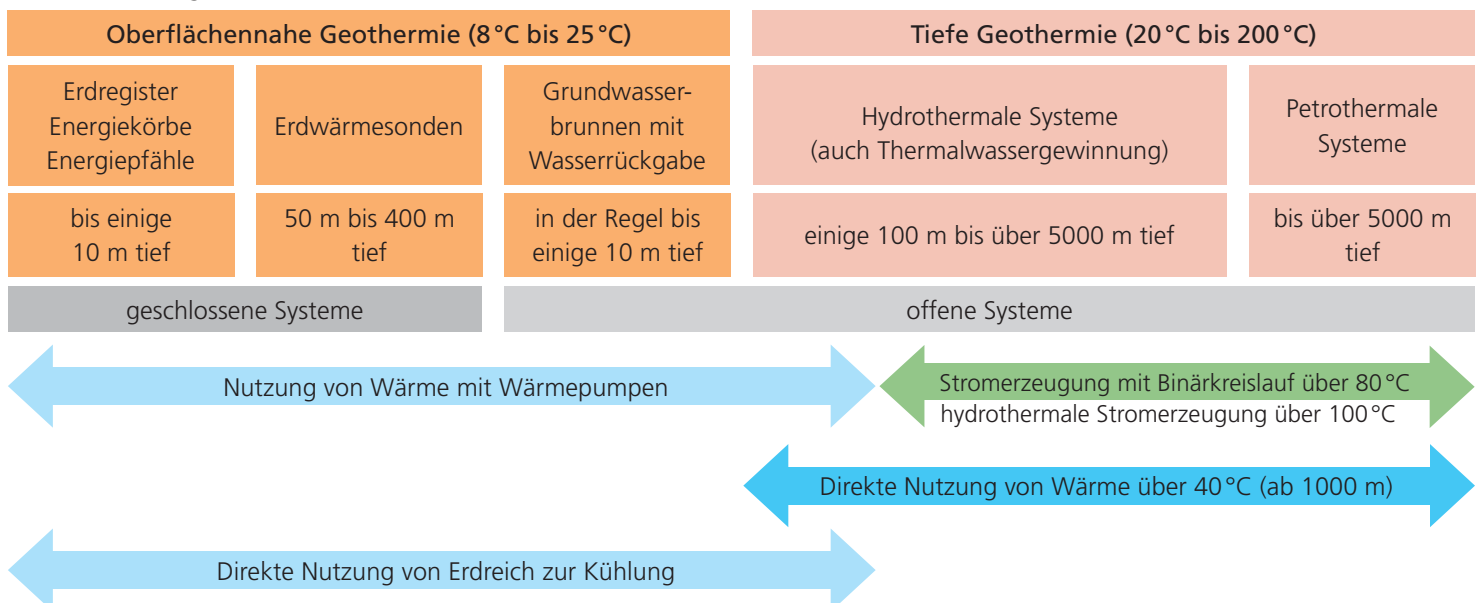 Oberflächennahe Geothermie (8 °C bis 25 °C)
Tiefe Geothermie (20 °C bis 200 °C)
Erdregister
Energiekörbe
Energiepfähle
Erdwärmesonden
Grundwasser-
brunnen mit
Wasserrückgabe
Hydrothermale Systeme
(auch Thermalwassergewinnung)
Petrothermale
Systeme
bis einige
10 m tief
50 m bis 400 m
tief
in der Regel bis
einige 10 m tief
einige 100 m bis über 5000 m tief
bis über 5000 m
tief
geschlossene Systeme
offene Systeme
Nutzung von Wärme mit Wärmepumpen
Stromerzeugung mit Binärkreislauf über 80 °C
hydrothermale Stromerzeugung über 100 °C
Direkte Nutzung von Wärme über 40 °C (ab 1000 m)
Direkte Nutzung von Erdreich zur Kühlung